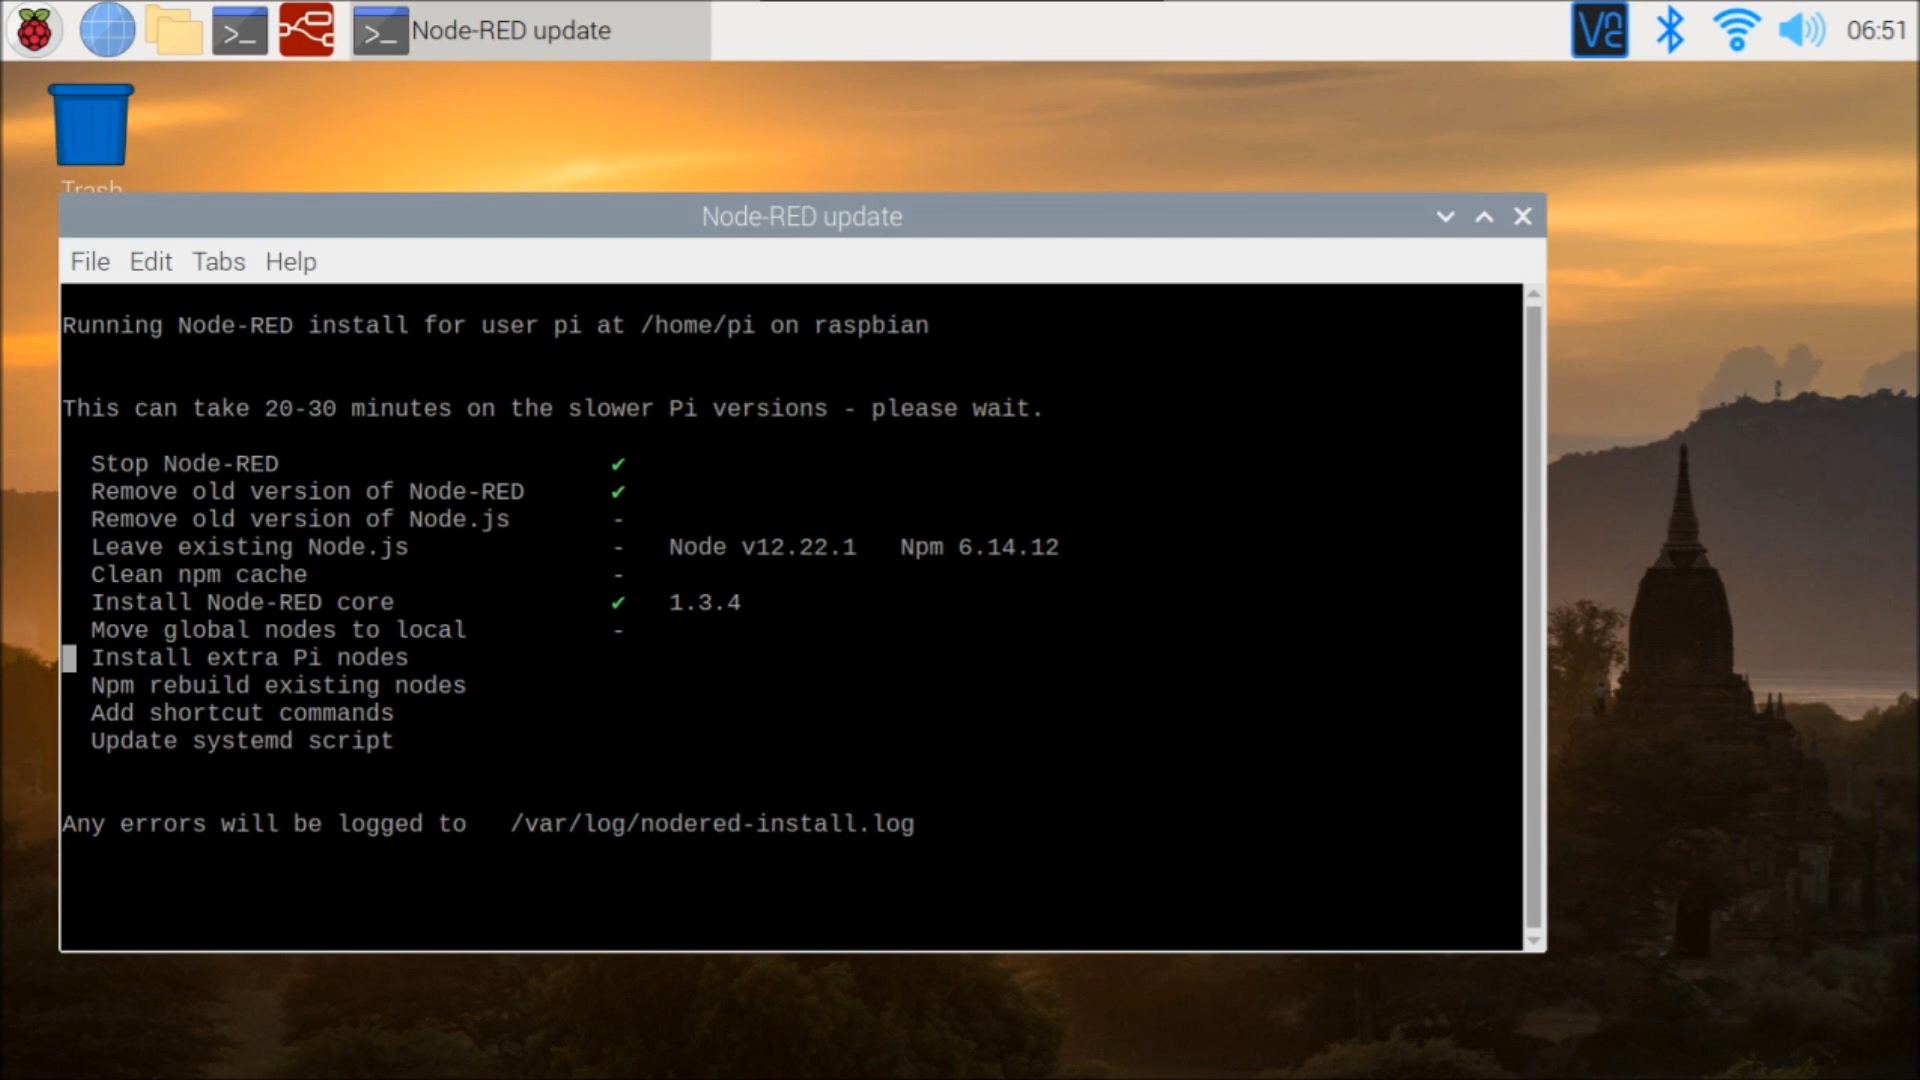 Node-RED update
06:51
Trash
Node-RED update
File Edit Tabs Help
Running Node-RED install for user pi at /home/pi on raspbian
This can take 20-30 minutes on the slower Pi versions - please wait.
Stop Node-RED ✔
Remove old version of Node-RED ✔
Remove old version of Node.js -
Leave existing Node.js - Node v12.22.1 Npm 6.14.12
Clean npm cache -
Install Node-RED core ✔ 1.3.4
Move global nodes to local -
Install extra Pi nodes
Npm rebuild existing nodes
Add shortcut commands
Update systemd script
Any errors will be logged to /var/log/nodered-install.log